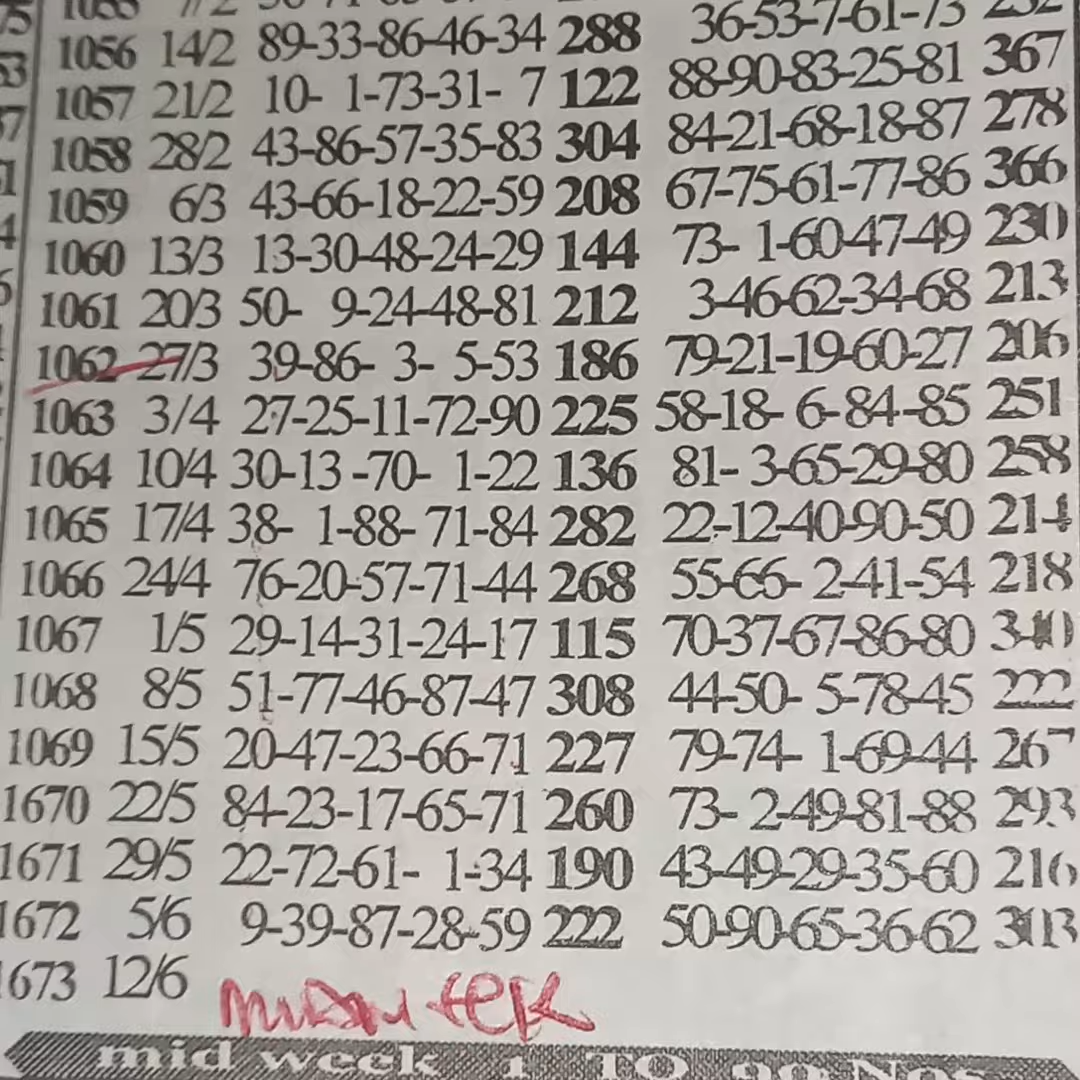 1056 14/2 89-33-86-46-34 288 36-53-7-61-73
1057 21/2 10- 1-73-31- 7 122 88-90-83-25-81 367
1058 28/2 43-86-57-35-83 304 84-21-68-18-87 278
1059 6/3 43-66-18-22-59 208 67-75-61-77-86 366
1060 13/3 13-30-48-24-29 144 73- 1-60-47-49 230
1061 20/3 50- 9-24-48-81 212 3-46-62-34-68 213
1062 27/3 39-86- 3- 5-53 186 79-21-19-60-27 206
1063 3/4 27-25-11-72-90 225 58-18- 6-84-85 251
1064 10/4 30-13-70- 1-22 136 81- 3-65-29-80 258
1065 17/4 38- 1-88-71-84 282 22-12-40-90-50 214
1066 24/4 76-20-57-71-44 268 55-66- 2-41-54 218
1067 1/5 29-14-31-24-17 115 70-37-67-86-80 340
1068 8/5 51-77-46-87-47 308 44-50- 5-78-45 222
1069 15/5 20-47-23-66-71 227 79-74- 1-69-44 267
1670 22/5 84-23-17-65-71 260 73- 2-49-81-88 293
1671 29/5 22-72-61- 1-34 190 43-49-29-35-60 216
1672 5/6 9-39-87-28-59 222 50-90-65-36-62 303
1673 12/6
mid week 1 TO 90 Nos